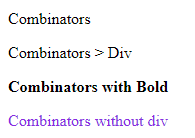 Combinators
Combinators > Div
Combinators with Bold
Combinators without div